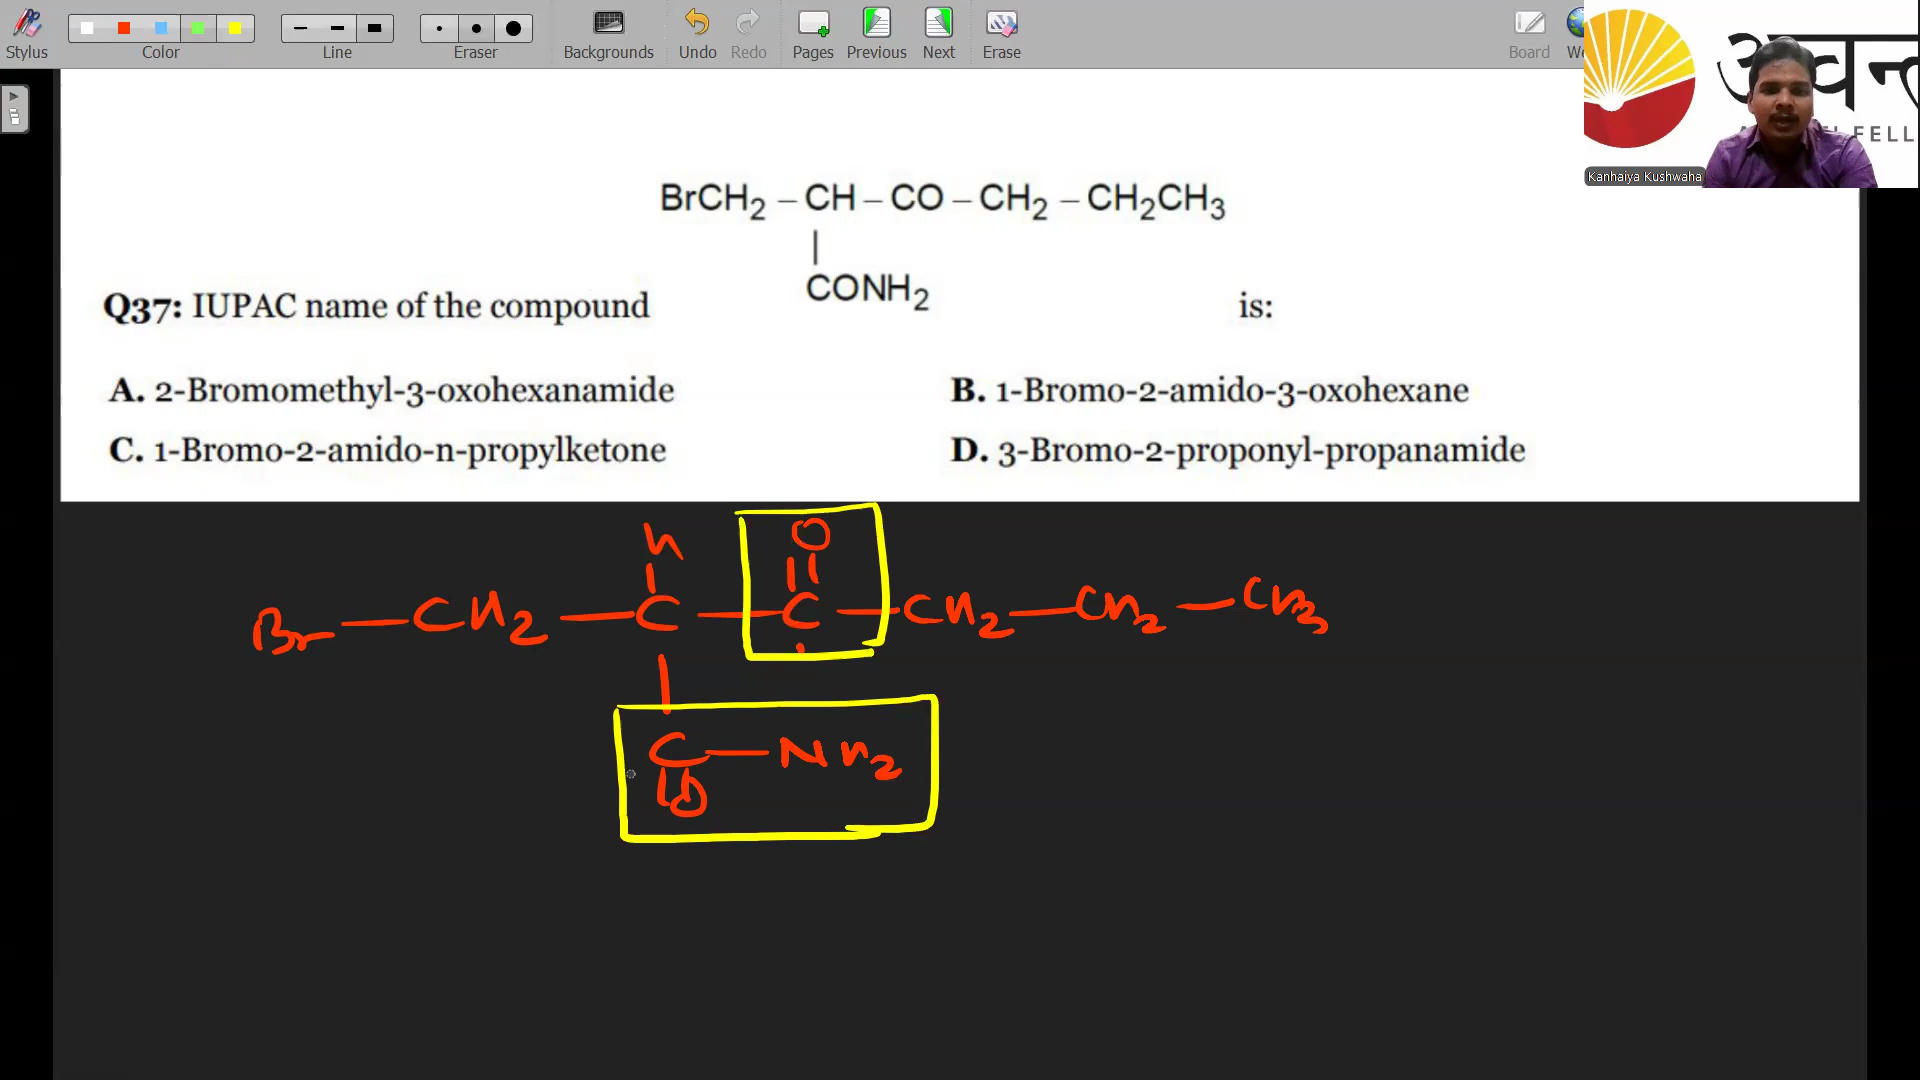 Stylus Color Line Eraser Backgrounds Undo Redo Pages Previous Next Erase Board
अवन्त
FELL
Kanhaiya Kushwaha
BrCH₂ – CH – CO – CH₂ – CH₂CH₃
|
CONH₂
Q37: IUPAC name of the compound is:
A. 2-Bromomethyl-3-oxohexanamide B. 1-Bromo-2-amido-3-oxohexane
C. 1-Bromo-2-amido-n-propylketone D. 3-Bromo-2-proponyl-propanamide
H O
Br — CH₂ — C — C — CH₂ — CH₂ — CH₃
C — NH₂
O